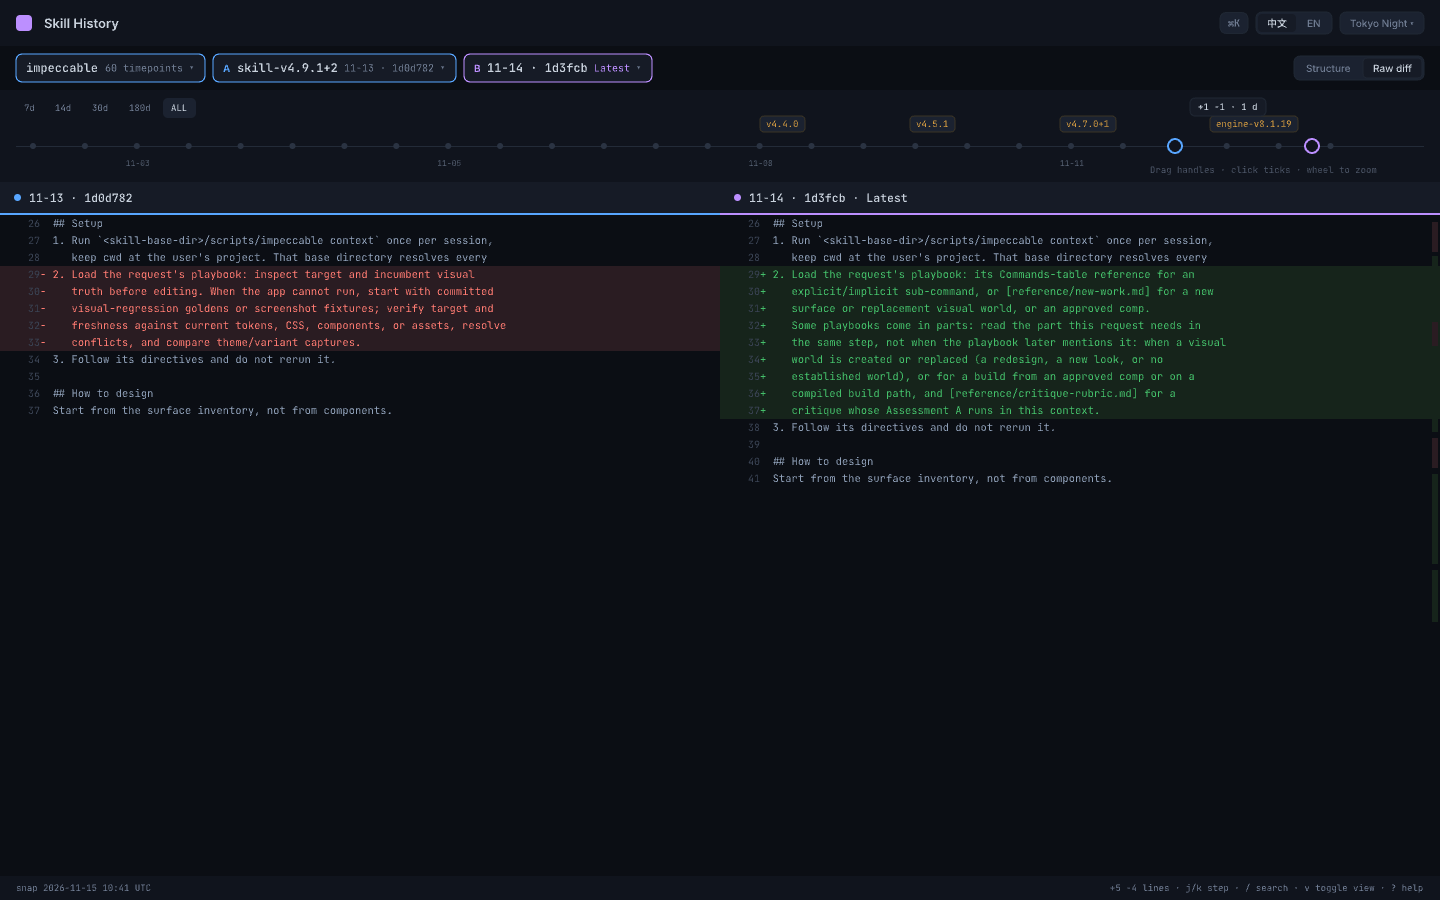 Skill History
⌘K
中文
EN
Tokyo Night
impeccable 60 timepoints
A skill-v4.9.1+2 11-13 · 1d0d782
B 11-14 · 1d3fcb Latest
Structure
Raw diff
7d
14d
30d
180d
ALL
+1 -1 · 1 d
v4.4.0
v4.5.1
v4.7.0+1
engine-v0.1.19
11-03
11-05
11-08
11-11
Drag handles · click ticks · wheel to zoom
11-13 · 1d0d782
26 ## Setup
27 1. Run `<skill-base-dir>/scripts/impeccable context` once per session,
28 keep cwd at the user's project. That base directory resolves every
29- 2. Load the request's playbook: inspect target and incumbent visual
30- truth before editing. When the app cannot run, start with committed
31- visual-regression goldens or screenshot fixtures; verify target and
32- freshness against current tokens, CSS, components, or assets, resolve
33- conflicts, and compare theme/variant captures.
34 3. Follow its directives and do not rerun it.
35
36 ## How to design
37 Start from the surface inventory, not from components.
11-14 · 1d3fcb · Latest
26 ## Setup
27 1. Run `<skill-base-dir>/scripts/impeccable context` once per session,
28 keep cwd at the user's project. That base directory resolves every
29+ 2. Load the request's playbook: its Commands-table reference for an
30+ explicit/implicit sub-command, or [reference/new-work.md] for a new
31+ surface or replacement visual world, or an approved comp.
32+ Some playbooks come in parts: read the part this request needs in
33+ the same step, not when the playbook later mentions it: when a visual
34+ world is created or replaced (a redesign, a new look, or no
35+ established world), or for a build from an approved comp or on a
36+ compiled build path, and [reference/critique-rubric.md] for a
37+ critique whose Assessment A runs in this context.
38 3. Follow its directives and do not rerun it.
39
40 ## How to design
41 Start from the surface inventory, not from components.
snap 2026-11-15 10:41 UTC
+5 -4 lines · j/k step · / search · v toggle view · ? help